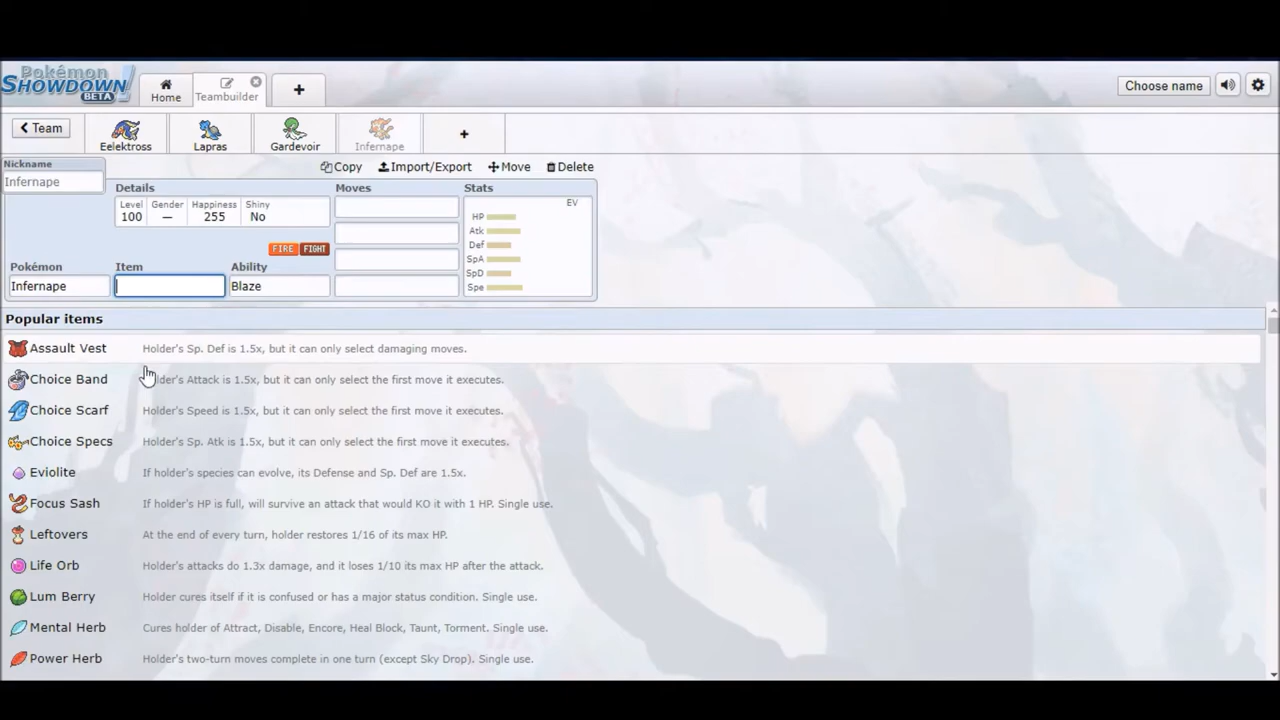 Pokémon
SHOWDOWN!
BETA
Home
Teambuilder
+
Choose name
< Team
Eelektross
Lapras
Gardevoir
Infernape
+
Nickname
Infernape
Copy
Import/Export
Move
Delete
Details
Level
100
Gender
—
Happiness
255
Shiny
No
FIRE FIGHT
Pokémon
Infernape
Item
Ability
Blaze
Moves
Stats
EV
HP
Atk
Def
SpA
SpD
Spe
Popular items
Assault Vest Holder's Sp. Def is 1.5x, but it can only select damaging moves.
Choice Band Attack is 1.5x, but it can only select the first move it executes.
Choice Scarf Holder's Speed is 1.5x, but it can only select the first move it executes.
Choice Specs Holder's Sp. Atk is 1.5x, but it can only select the first move it executes.
Eviolite If holder's species can evolve, its Defense and Sp. Def are 1.5x.
Focus Sash If holder's HP is full, will survive an attack that would KO it with 1 HP. Single use.
Leftovers At the end of every turn, holder restores 1/16 of its max HP.
Life Orb Holder's attacks do 1.3x damage, and it loses 1/10 its max HP after the attack.
Lum Berry Holder cures itself if it is confused or has a major status condition. Single use.
Mental Herb Cures holder of Attract, Disable, Encore, Heal Block, Taunt, Torment. Single use.
Power Herb Holder's two-turn moves complete in one turn (except Sky Drop). Single use.